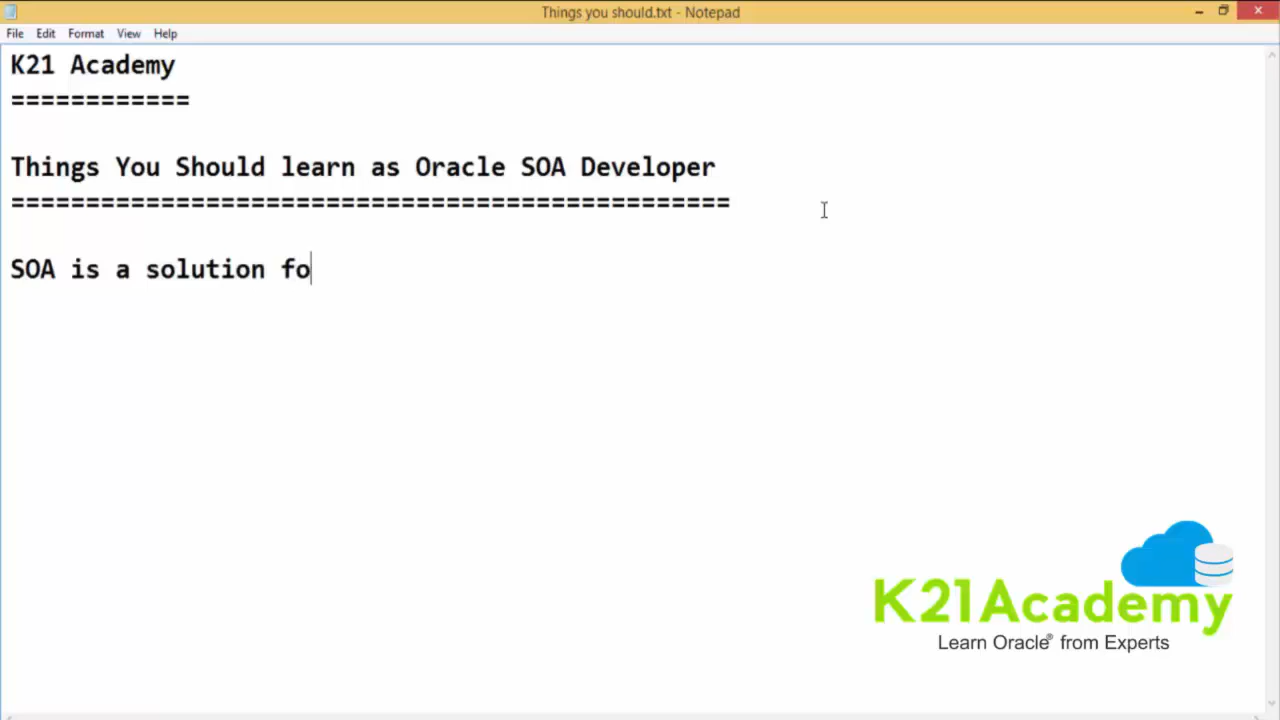 Things you should.txt - Notepad
File Edit Format View Help
K21 Academy
============
Things You Should learn as Oracle SOA Developer
================================================
SOA is a solution fo
K21Academy
Learn Oracle® from Experts